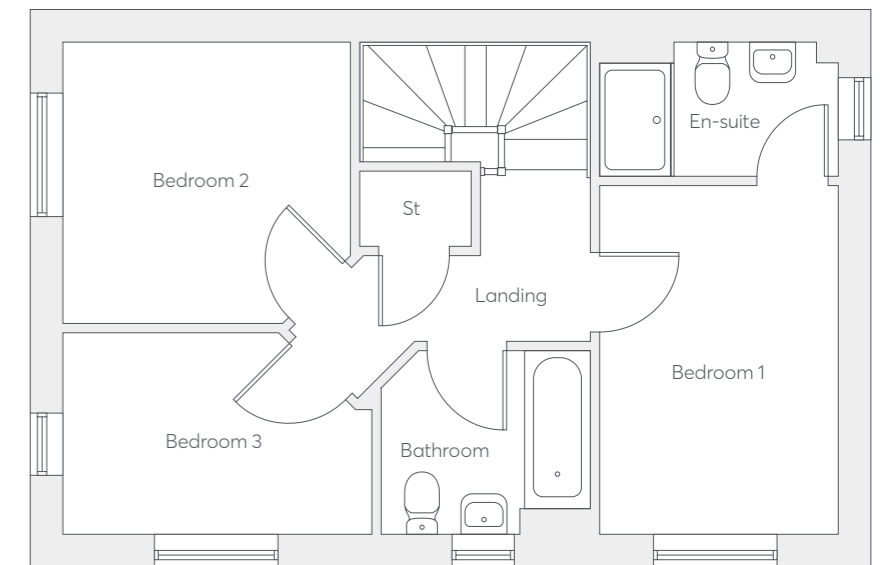 En-suite
Bedroom 2
St
Landing
Bedroom 1
Bedroom 3
Bathroom